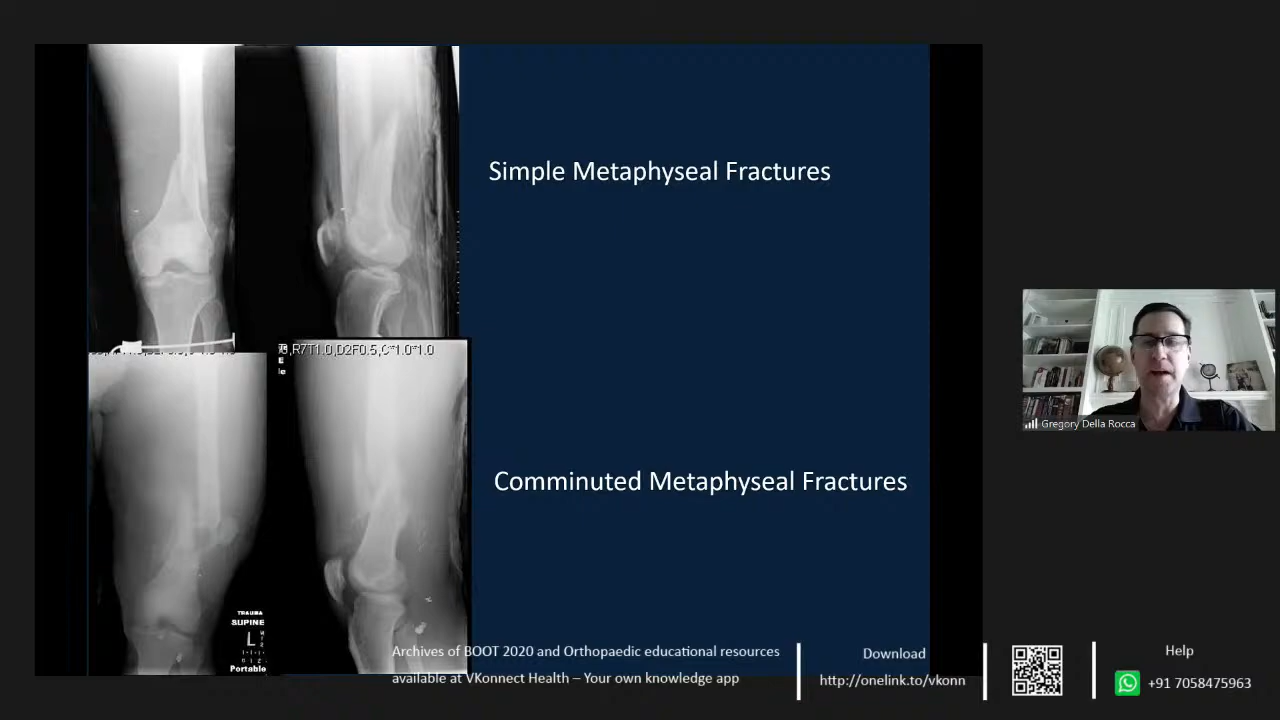 Simple Metaphyseal Fractures
,R7T1.0,D2F0.5,C*1.0*1.0
Gregory Della Rocca
Comminuted Metaphyseal Fractures
TRAUMA
SUPINE
L
Portable
Archives of BOOT 2020 and Orthopaedic educational resources
available at VKonnect Health – Your own knowledge app
Download
http://onelink.to/vkonn
Help
+91 7058475963